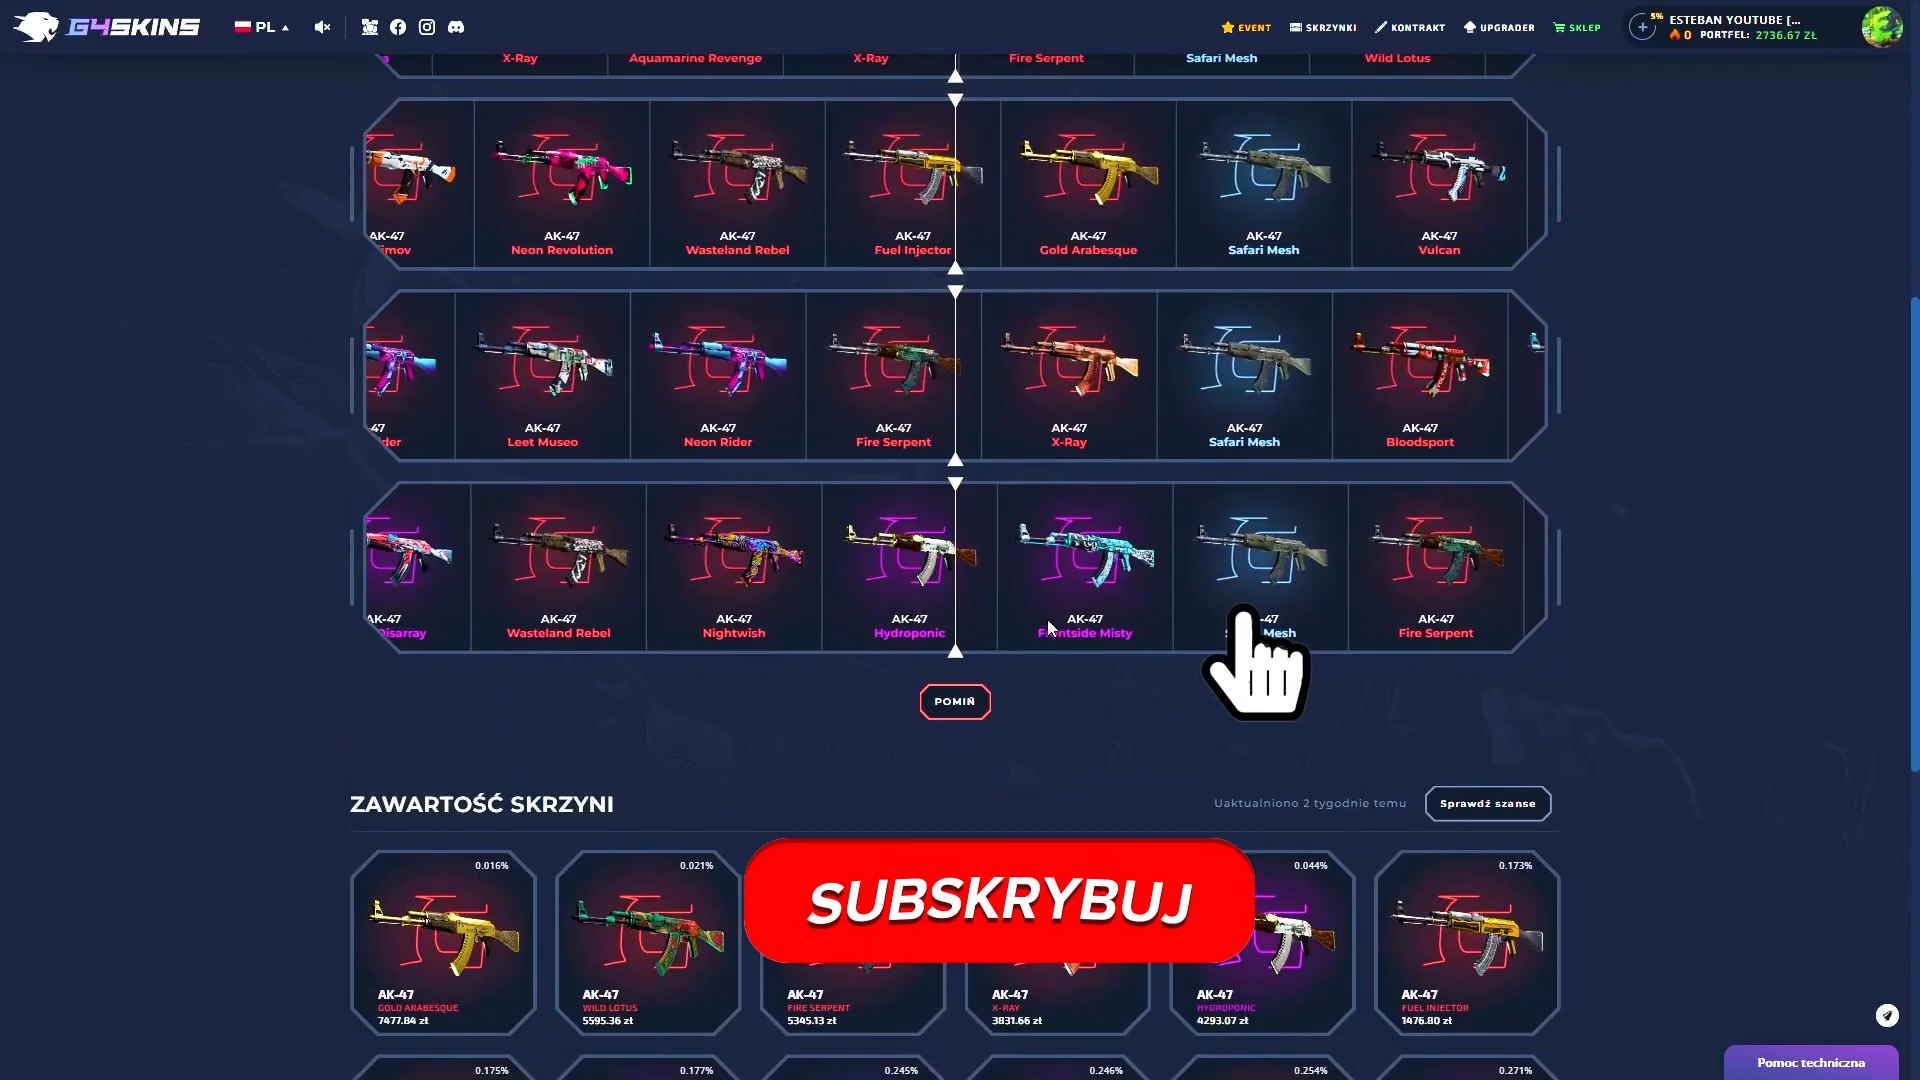 G4SKINS
PL
EVENT
SKRZYNKI
KONTRAKT
UPGRADER
SKLEP
5%
ESTEBAN YOUTUBE [...
0 PORTFEL: 2736.67 ZŁ
X-Ray
Aquamarine Revenge
X-Ray
Fire Serpent
Safari Mesh
Wild Lotus
AK-47
AK-47
Neon Revolution
AK-47
Wasteland Rebel
AK-47
Fuel Injector
AK-47
Gold Arabesque
AK-47
Safari Mesh
AK-47
Vulcan
AK-47
Leet Museo
AK-47
Neon Rider
AK-47
Fire Serpent
AK-47
X-Ray
AK-47
Safari Mesh
AK-47
Bloodsport
AK-47
Disarray
AK-47
Wasteland Rebel
AK-47
Nightwish
AK-47
Hydroponic
AK-47
Frontside Misty
-47
Mesh
AK-47
Fire Serpent
POMIŃ
ZAWARTOŚĆ SKRZYNI
Uaktualniono 2 tygodnie temu
Sprawdź szanse
SUBSKRYBUJ
0.016%
AK-47
GOLD ARABESQUE
7477.84 zł
0.021%
AK-47
WILD LOTUS
5595.36 zł
AK-47
FIRE SERPENT
5345.13 zł
AK-47
X-RAY
3831.66 zł
0.044%
AK-47
HYDROPONIC
4293.07 zł
0.173%
AK-47
FUEL INJECTOR
1476.80 zł
0.175%
0.177%
0.245%
0.246%
0.254%
0.271%
Pomoc techniczna